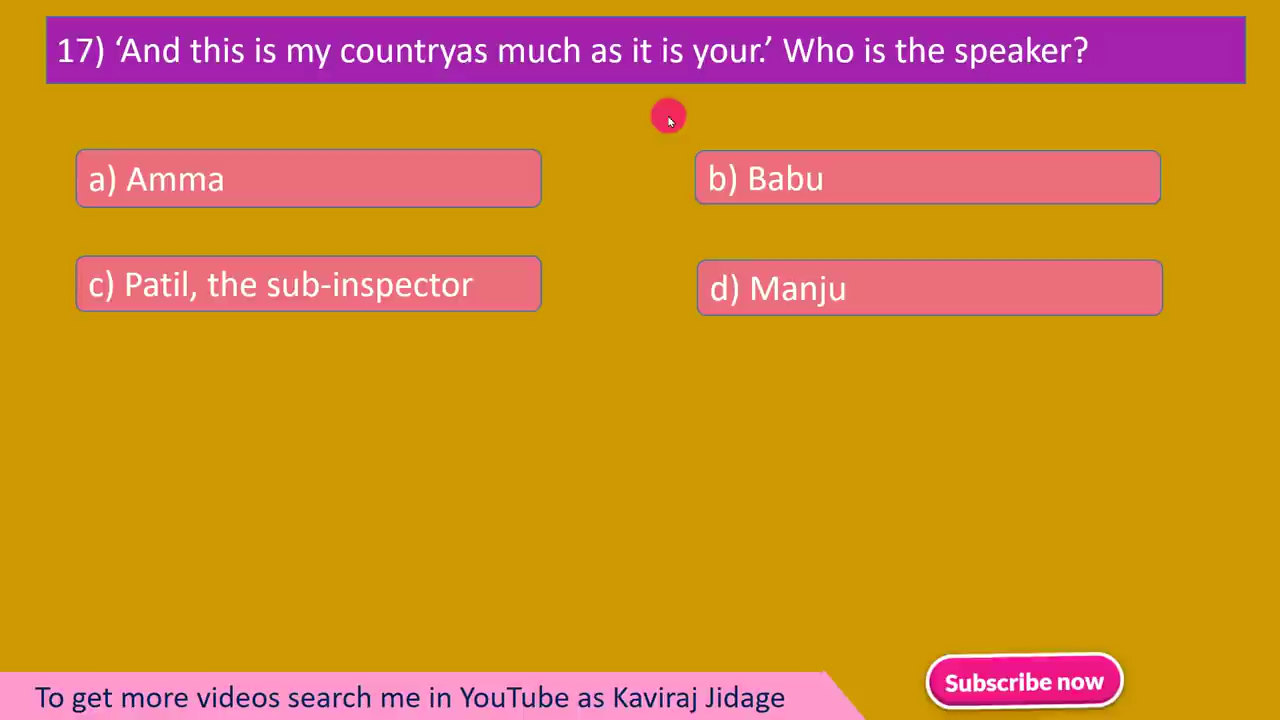 17) ‘And this is my countryas much as it is your.’ Who is the speaker?
a) Amma
b) Babu
c) Patil, the sub-inspector
d) Manju
To get more videos search me in YouTube as Kaviraj Jidage
Subscribe now